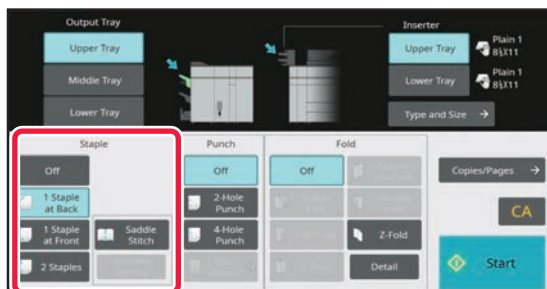 Output Tray
Upper Tray
Middle Tray
Lower Tray
Inserter
Upper Tray
Plain 1
8½X11
Lower Tray
Plain 1
8½X11
Type and Size
Staple
Off
1 Staple
at Back
1 Staple
at Front
2 Staples
Saddle
Stitch
Punch
Off
2-Hole
Punch
4-Hole
Punch
Fold
Off
Z-Fold
Detail
Copies/Pages
CA
Start